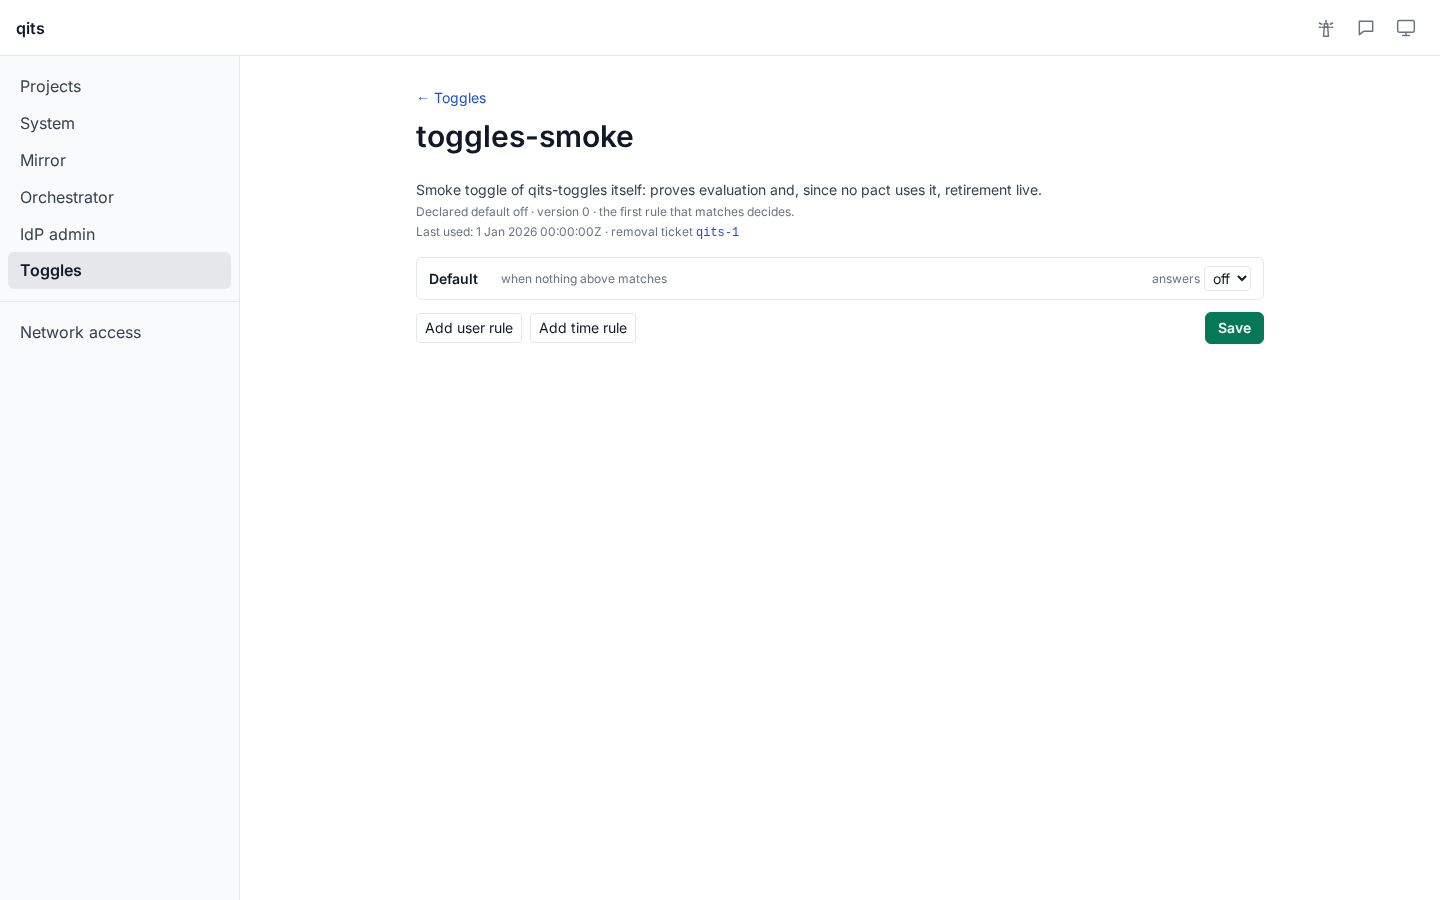 qits
Projects
System
Mirror
Orchestrator
IdP admin
Toggles
Network access
← Toggles
toggles-smoke
Smoke toggle of qits-toggles itself: proves evaluation and, since no pact uses it, retirement live.
Declared default off · version 0 · the first rule that matches decides.
Last used: 1 Jan 2026 00:00:00Z · removal ticket qits-1
Default when nothing above matches answers off
Add user rule Add time rule Save